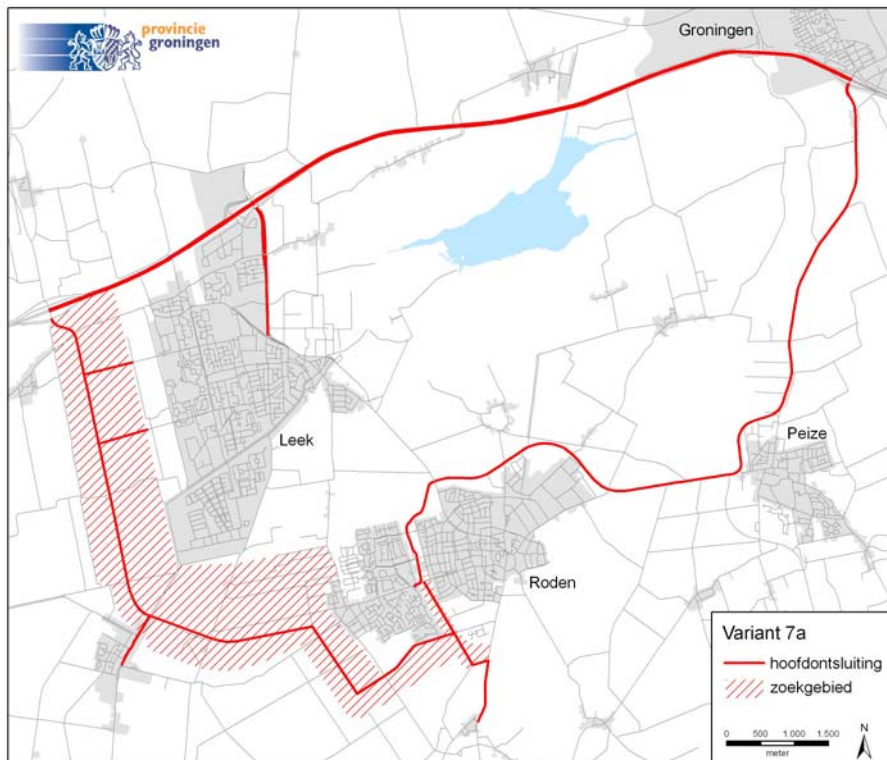 provincie
groningen
Groningen
Leek
Peize
Roden
Variant 7a
hoofdontsluiting
zoekgebied
0 500 1.000 1.500
meter
N